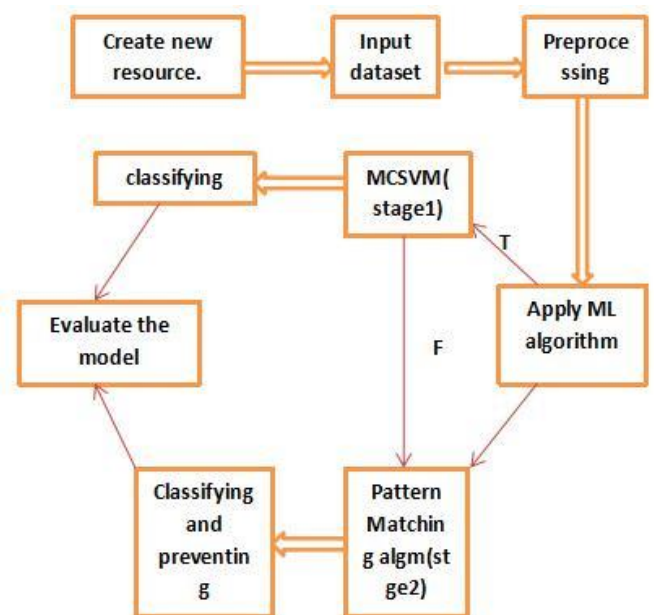 Create new
resource.
Input
dataset
Preproce
ssing
classifying
MCSVM(
stage1)
T
Evaluate the
model
F
Apply ML
algorithm
Classifying
and
preventin
g
Pattern
Matchin
g algm(st
ge2)